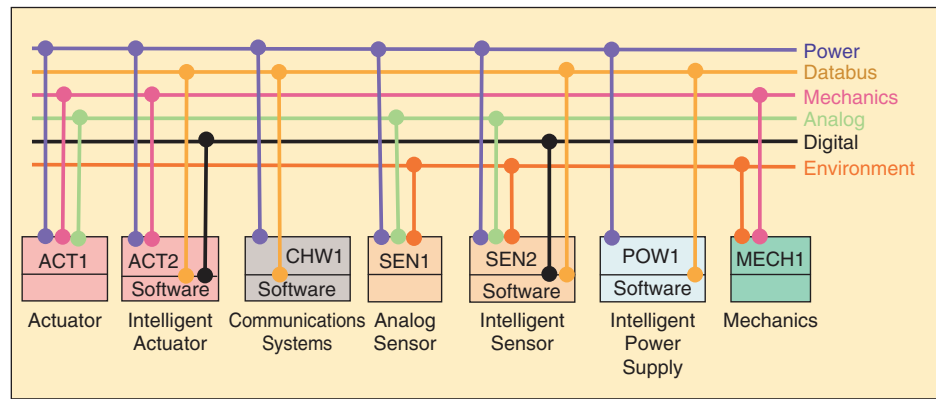 Power
Databus
Mechanics
Analog
Digital
Environment
ACT1
ACT2
CHW1
SEN1
SEN2
POW1
MECH1
Software
Software
Software
Software
Actuator
Intelligent
Actuator
Communications
Systems
Analog
Sensor
Intelligent
Sensor
Intelligent
Power
Supply
Mechanics